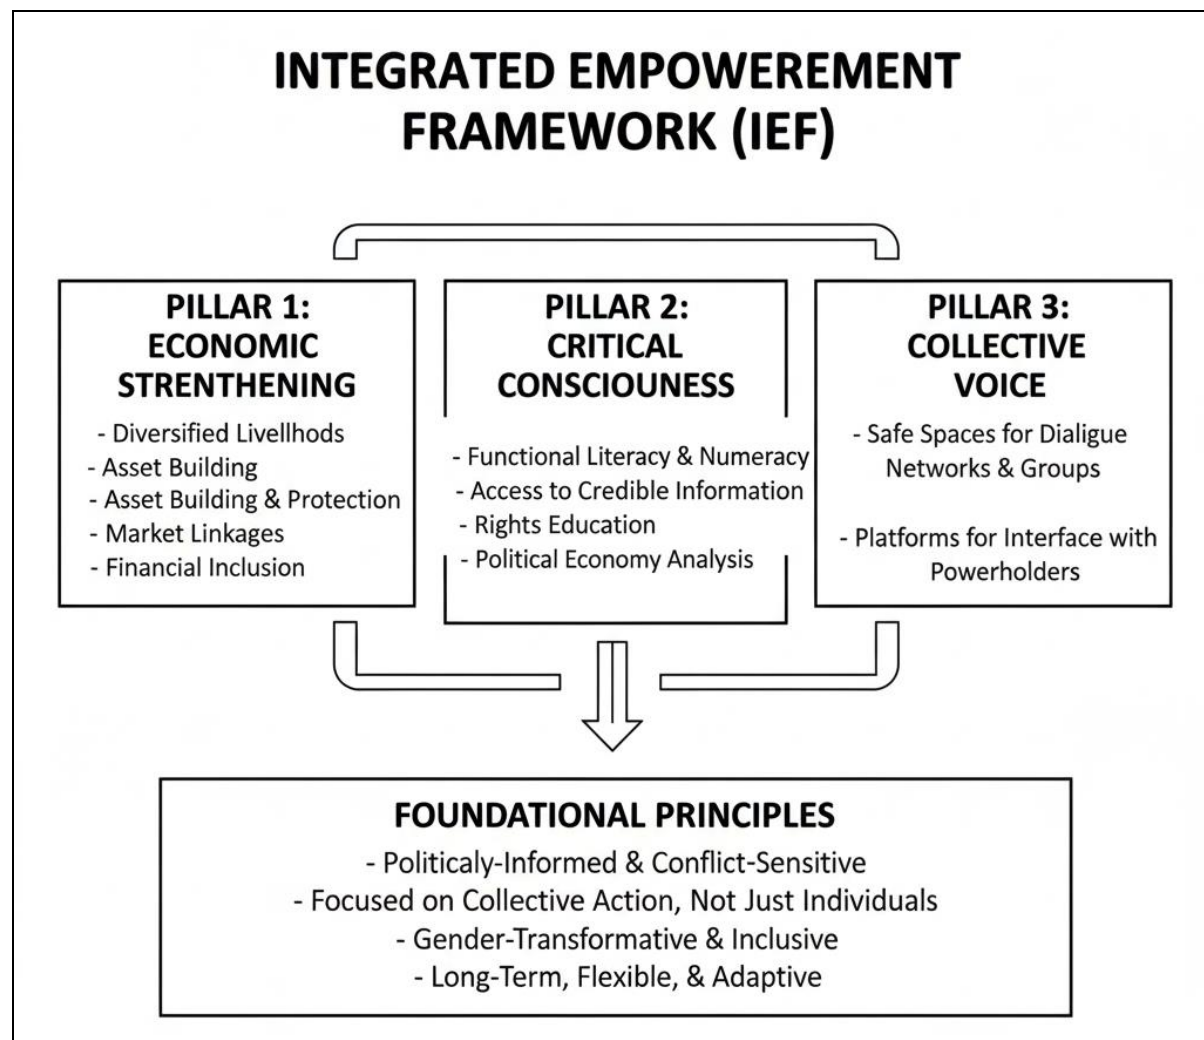 INTEGRATED EMPOWEREMENT
FRAMEWORK (IEF)
PILLAR 1:
ECONOMIC
STRENTHENING
- Diversified Livellhods
- Asset Building
- Asset Building & Protection
- Market Linkages
- Financial Inclusion
PILLAR 2:
CRITICAL
CONSCIOUNESS
- Functional Literacy & Numeracy
- Access to Credible Information
- Rights Education
- Political Economy Analysis
PILLAR 3:
COLLECTIVE
VOICE
- Safe Spaces for Dialigue
Networks & Groups
- Platforms for Interface with
Powerholders
FOUNDATIONAL PRINCIPLES
- Politicaly-Informed & Conflict-Sensitive
- Focused on Collective Action, Not Just Individuals
- Gender-Transformative & Inclusive
- Long-Term, Flexible, & Adaptive